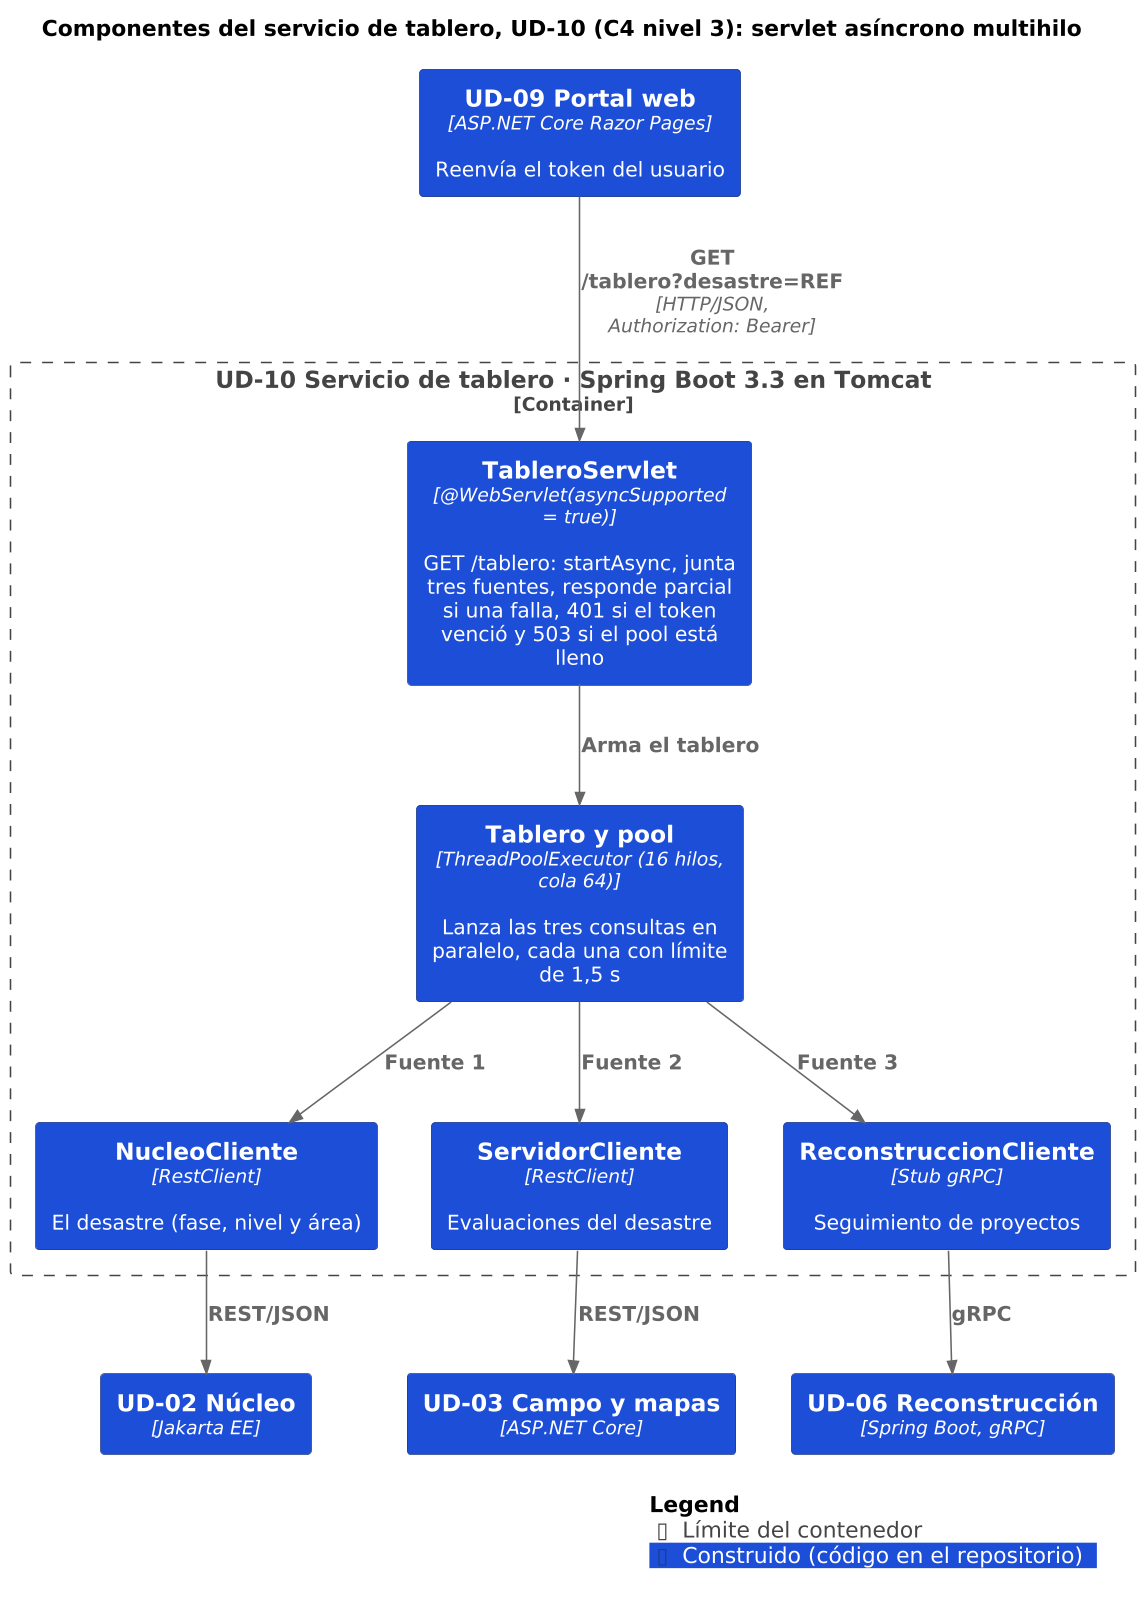 Componentes del servicio de tablero, UD-10 (C4 nivel 3): servlet asíncrono multihilo
UD-09 Portal web
[ASP.NET Core Razor Pages]
Reenvía el token del usuario
GET
/tablero?desastre=REF
[HTTP/JSON,
Authorization: Bearer]
UD-10 Servicio de tablero · Spring Boot 3.3 en Tomcat
[Container]
TableroServlet
[@WebServlet(asyncSupported
= true)]
GET /tablero: startAsync, junta
tres fuentes, responde parcial
si una falla, 401 si el token
venció y 503 si el pool está
lleno
Arma el tablero
Tablero y pool
[ThreadPoolExecutor (16 hilos,
cola 64)]
Lanza las tres consultas en
paralelo, cada una con límite
de 1,5 s
Fuente 1
Fuente 2
Fuente 3
NucleoCliente
[RestClient]
El desastre (fase, nivel y área)
ServidorCliente
[RestClient]
Evaluaciones del desastre
ReconstruccionCliente
[Stub gRPC]
Seguimiento de proyectos
REST/JSON
REST/JSON
gRPC
UD-02 Núcleo
[Jakarta EE]
UD-03 Campo y mapas
[ASP.NET Core]
UD-06 Reconstrucción
[Spring Boot, gRPC]
Legend
Límite del contenedor
Construido (código en el repositorio)